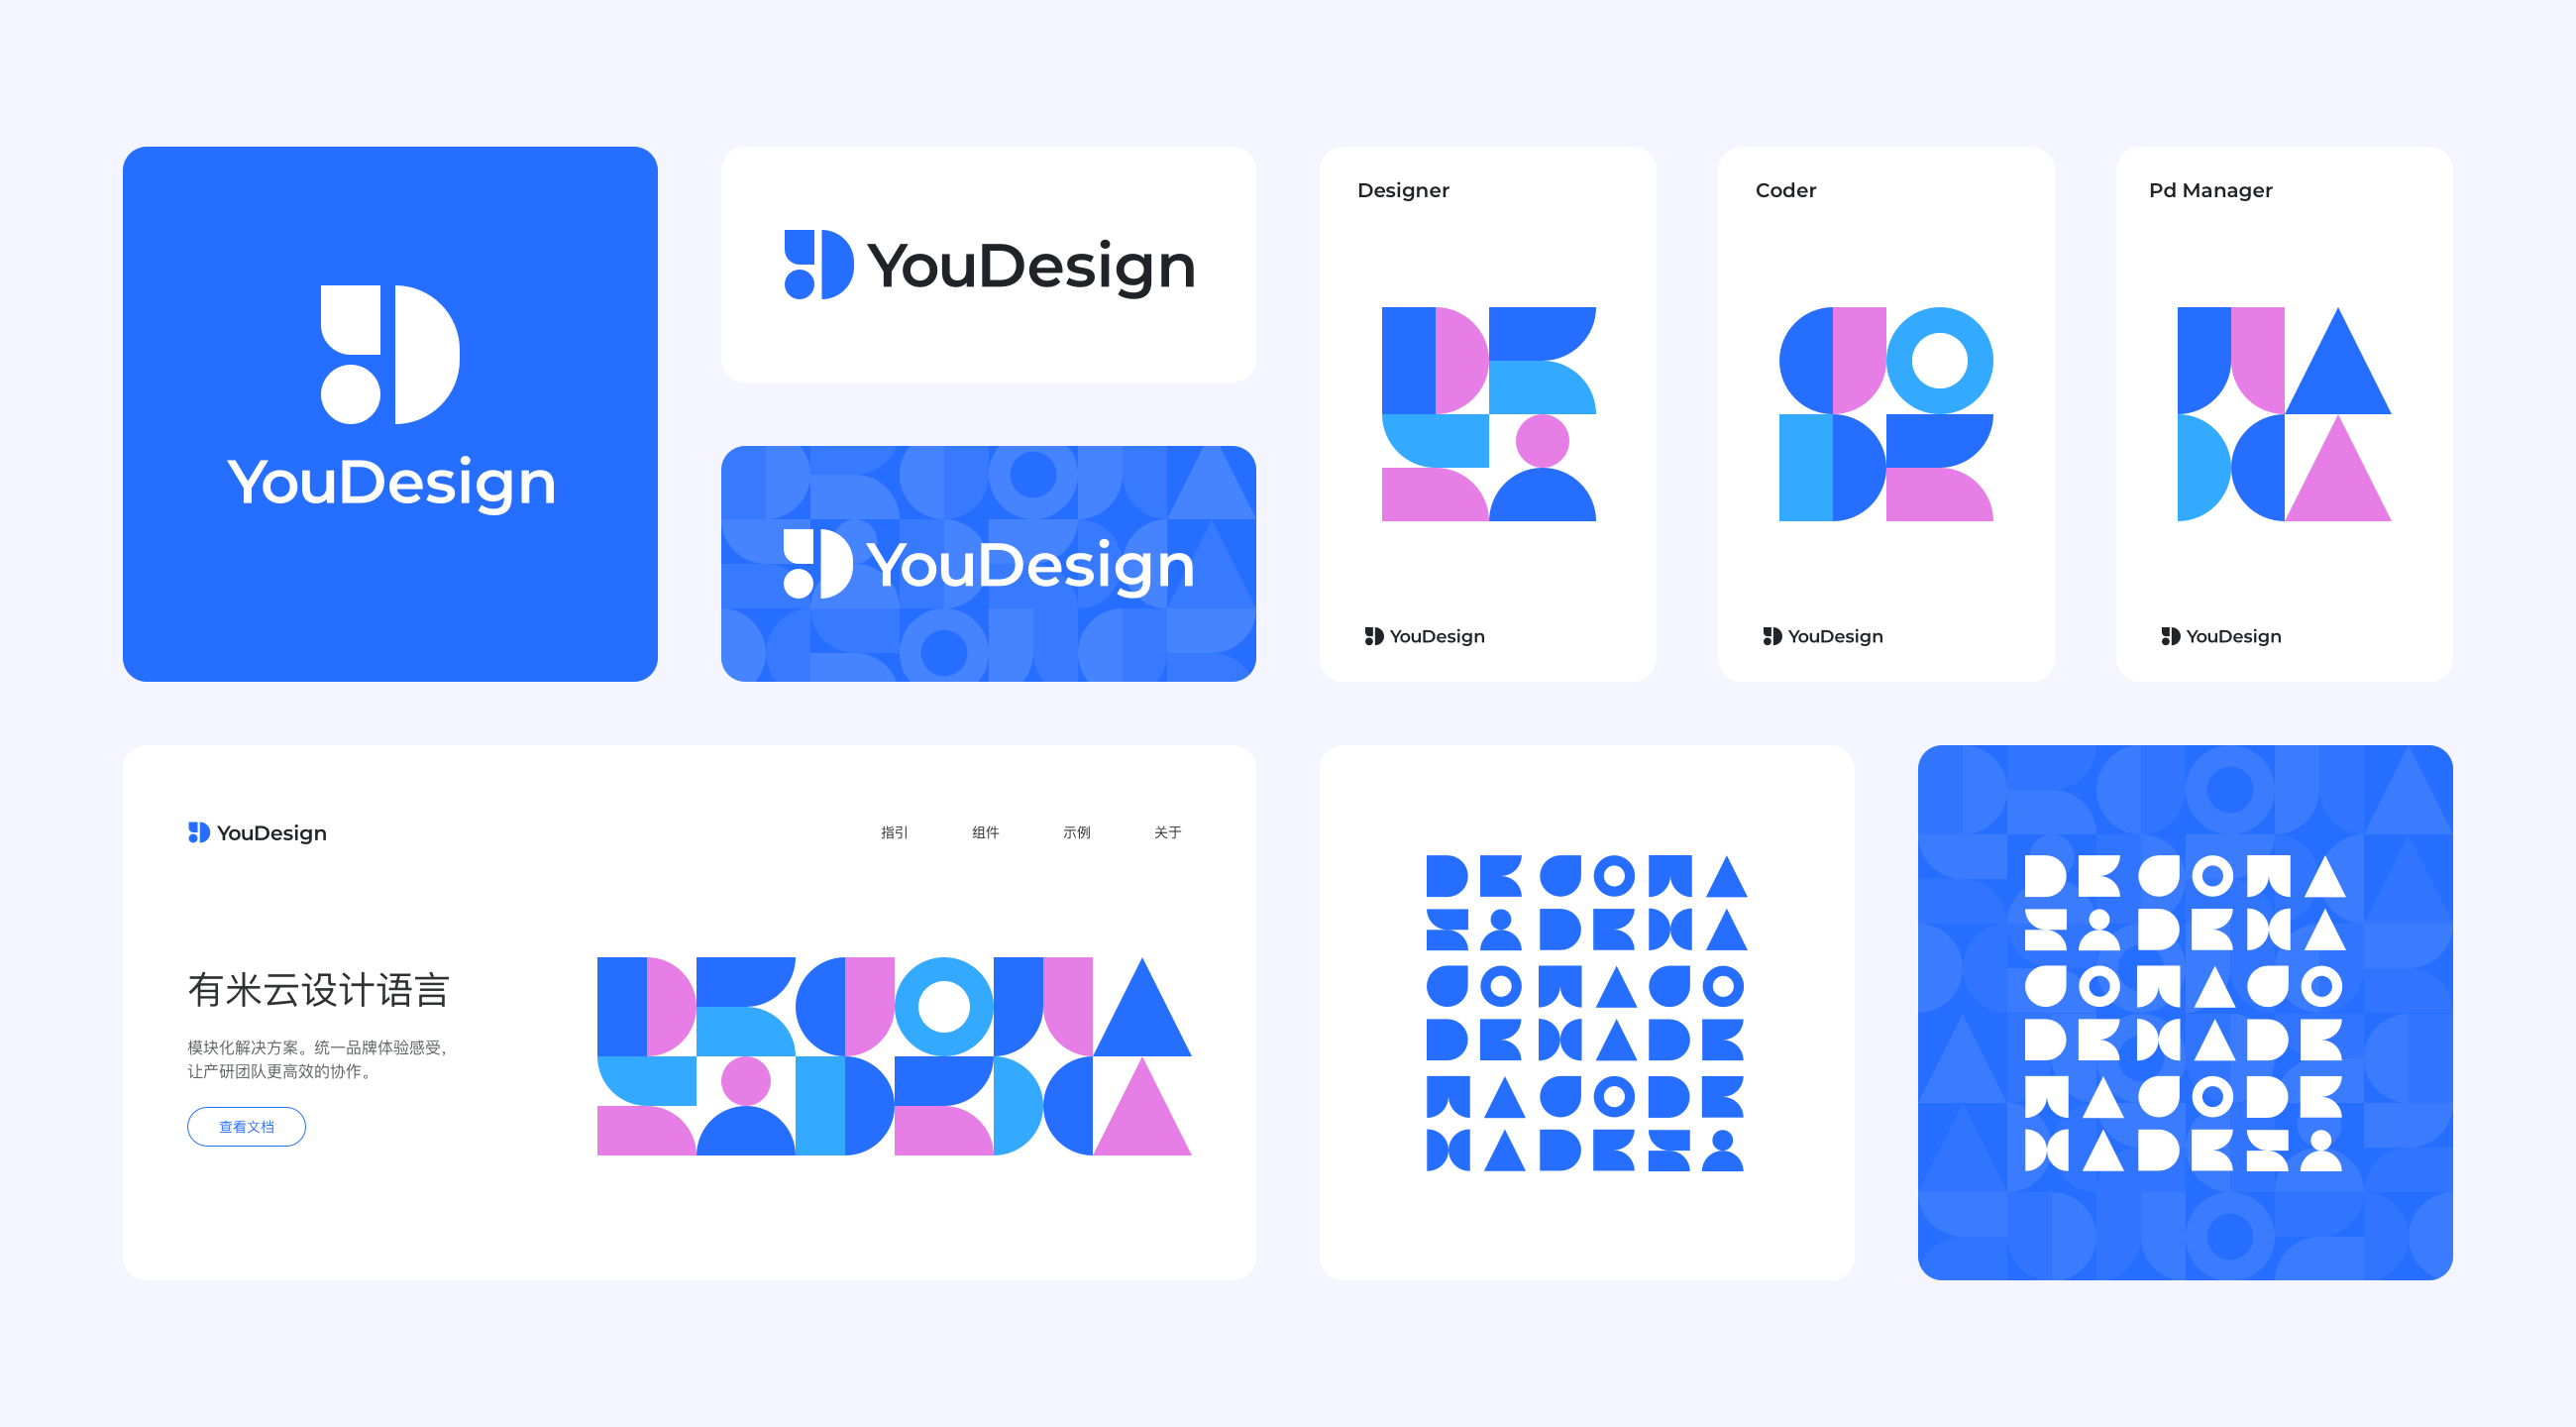 YouDesign
YouDesign
YouDesign
Designer
YouDesign
Coder
YouDesign
Pd Manager
YouDesign
YouDesign
指引 组件 示例 关于
有米云设计语言
模块化解决方案。统一品牌体验感受，
让产研团队更高效的协作。
查看文档